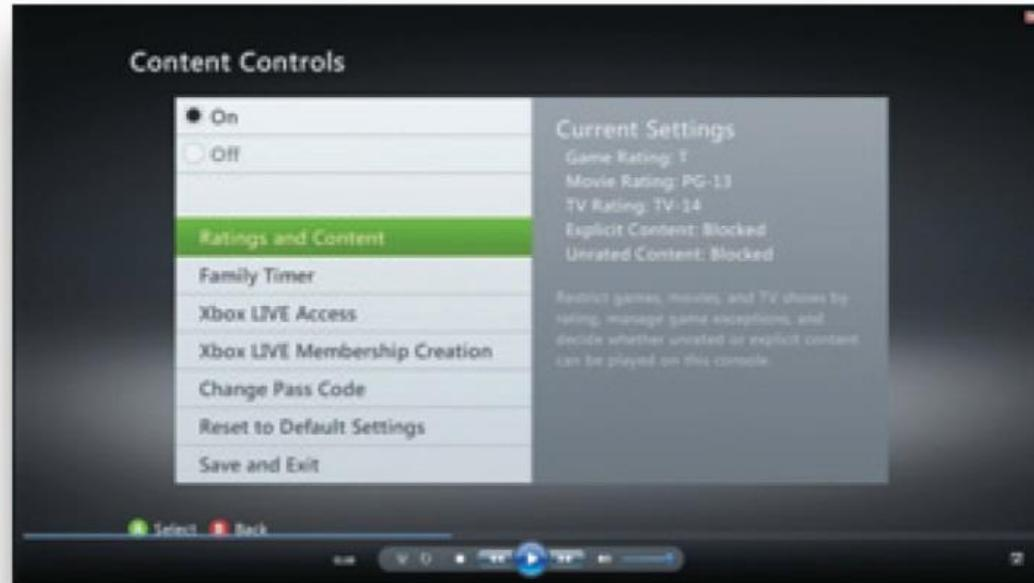 Content Controls
On
Off
Ratings and Content
Family Timer
Xbox LIVE Access
Xbox LIVE Membership Creation
Change Pass Code
Reset to Default Settings
Save and Exit
Current Settings
Game Rating: T
Movie Rating: PG-13
TV Rating: TV-14
Explicit Content: Blocked
Unrated Content: Blocked
Restrict games, movies, and TV shows by
rating, manage game exceptions, and
decide whether unrated or explicit content
can be played on this console.
A Select B Back